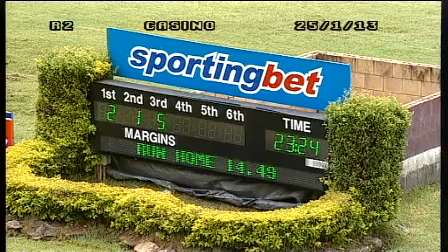 R2 CASINO 25/1/13
sportingbet
1st 2nd 3rd 4th 5th 6th TIME
2 1 5 23:24
MARGINS
RUN HOME 14.49